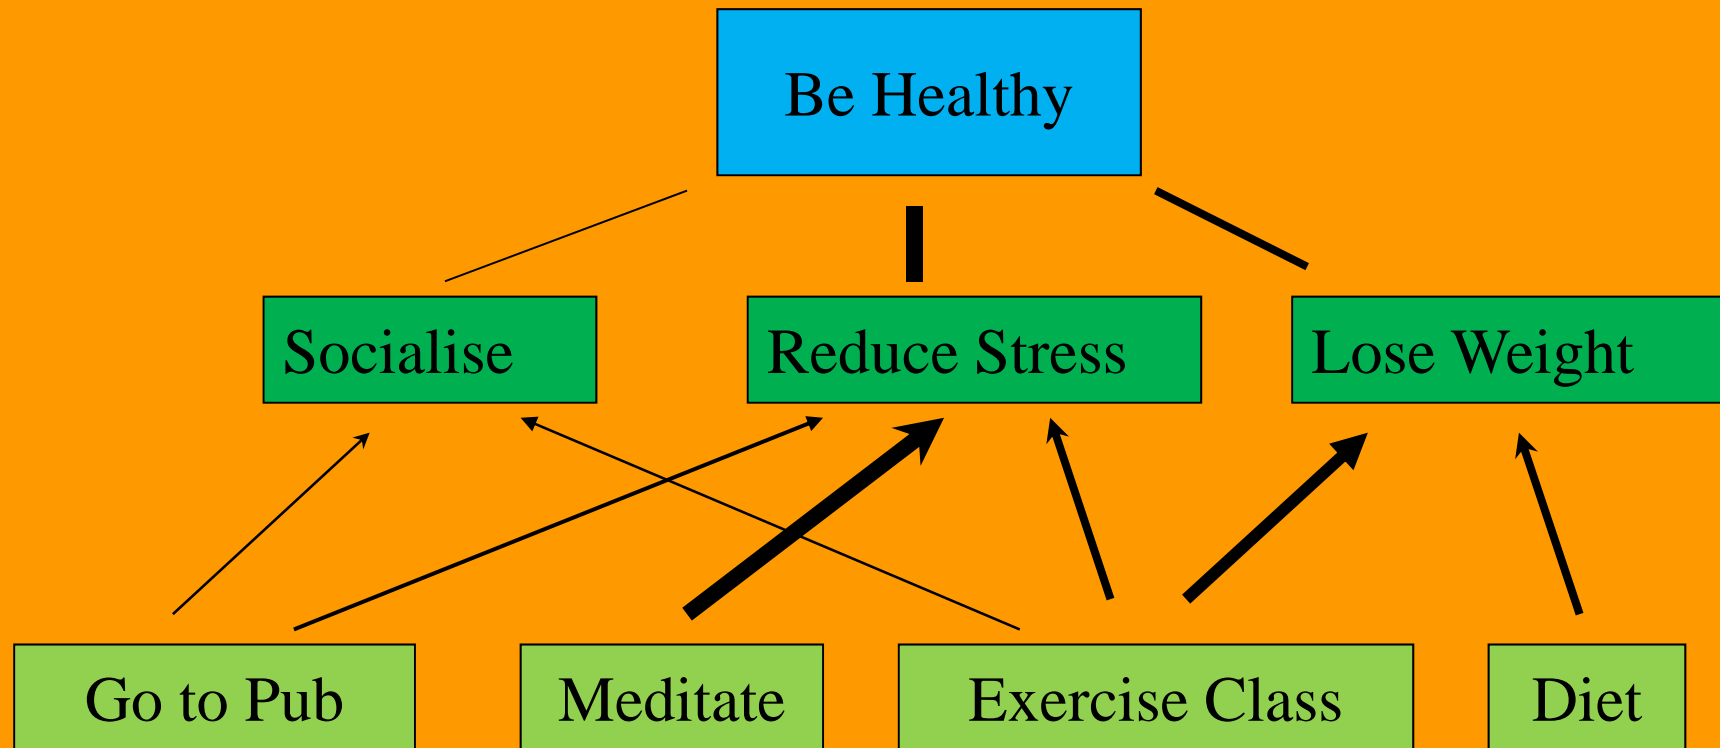 Be Healthy
Socialise
Reduce Stress
Lose Weight
Go to Pub
Meditate
Exercise Class
Diet